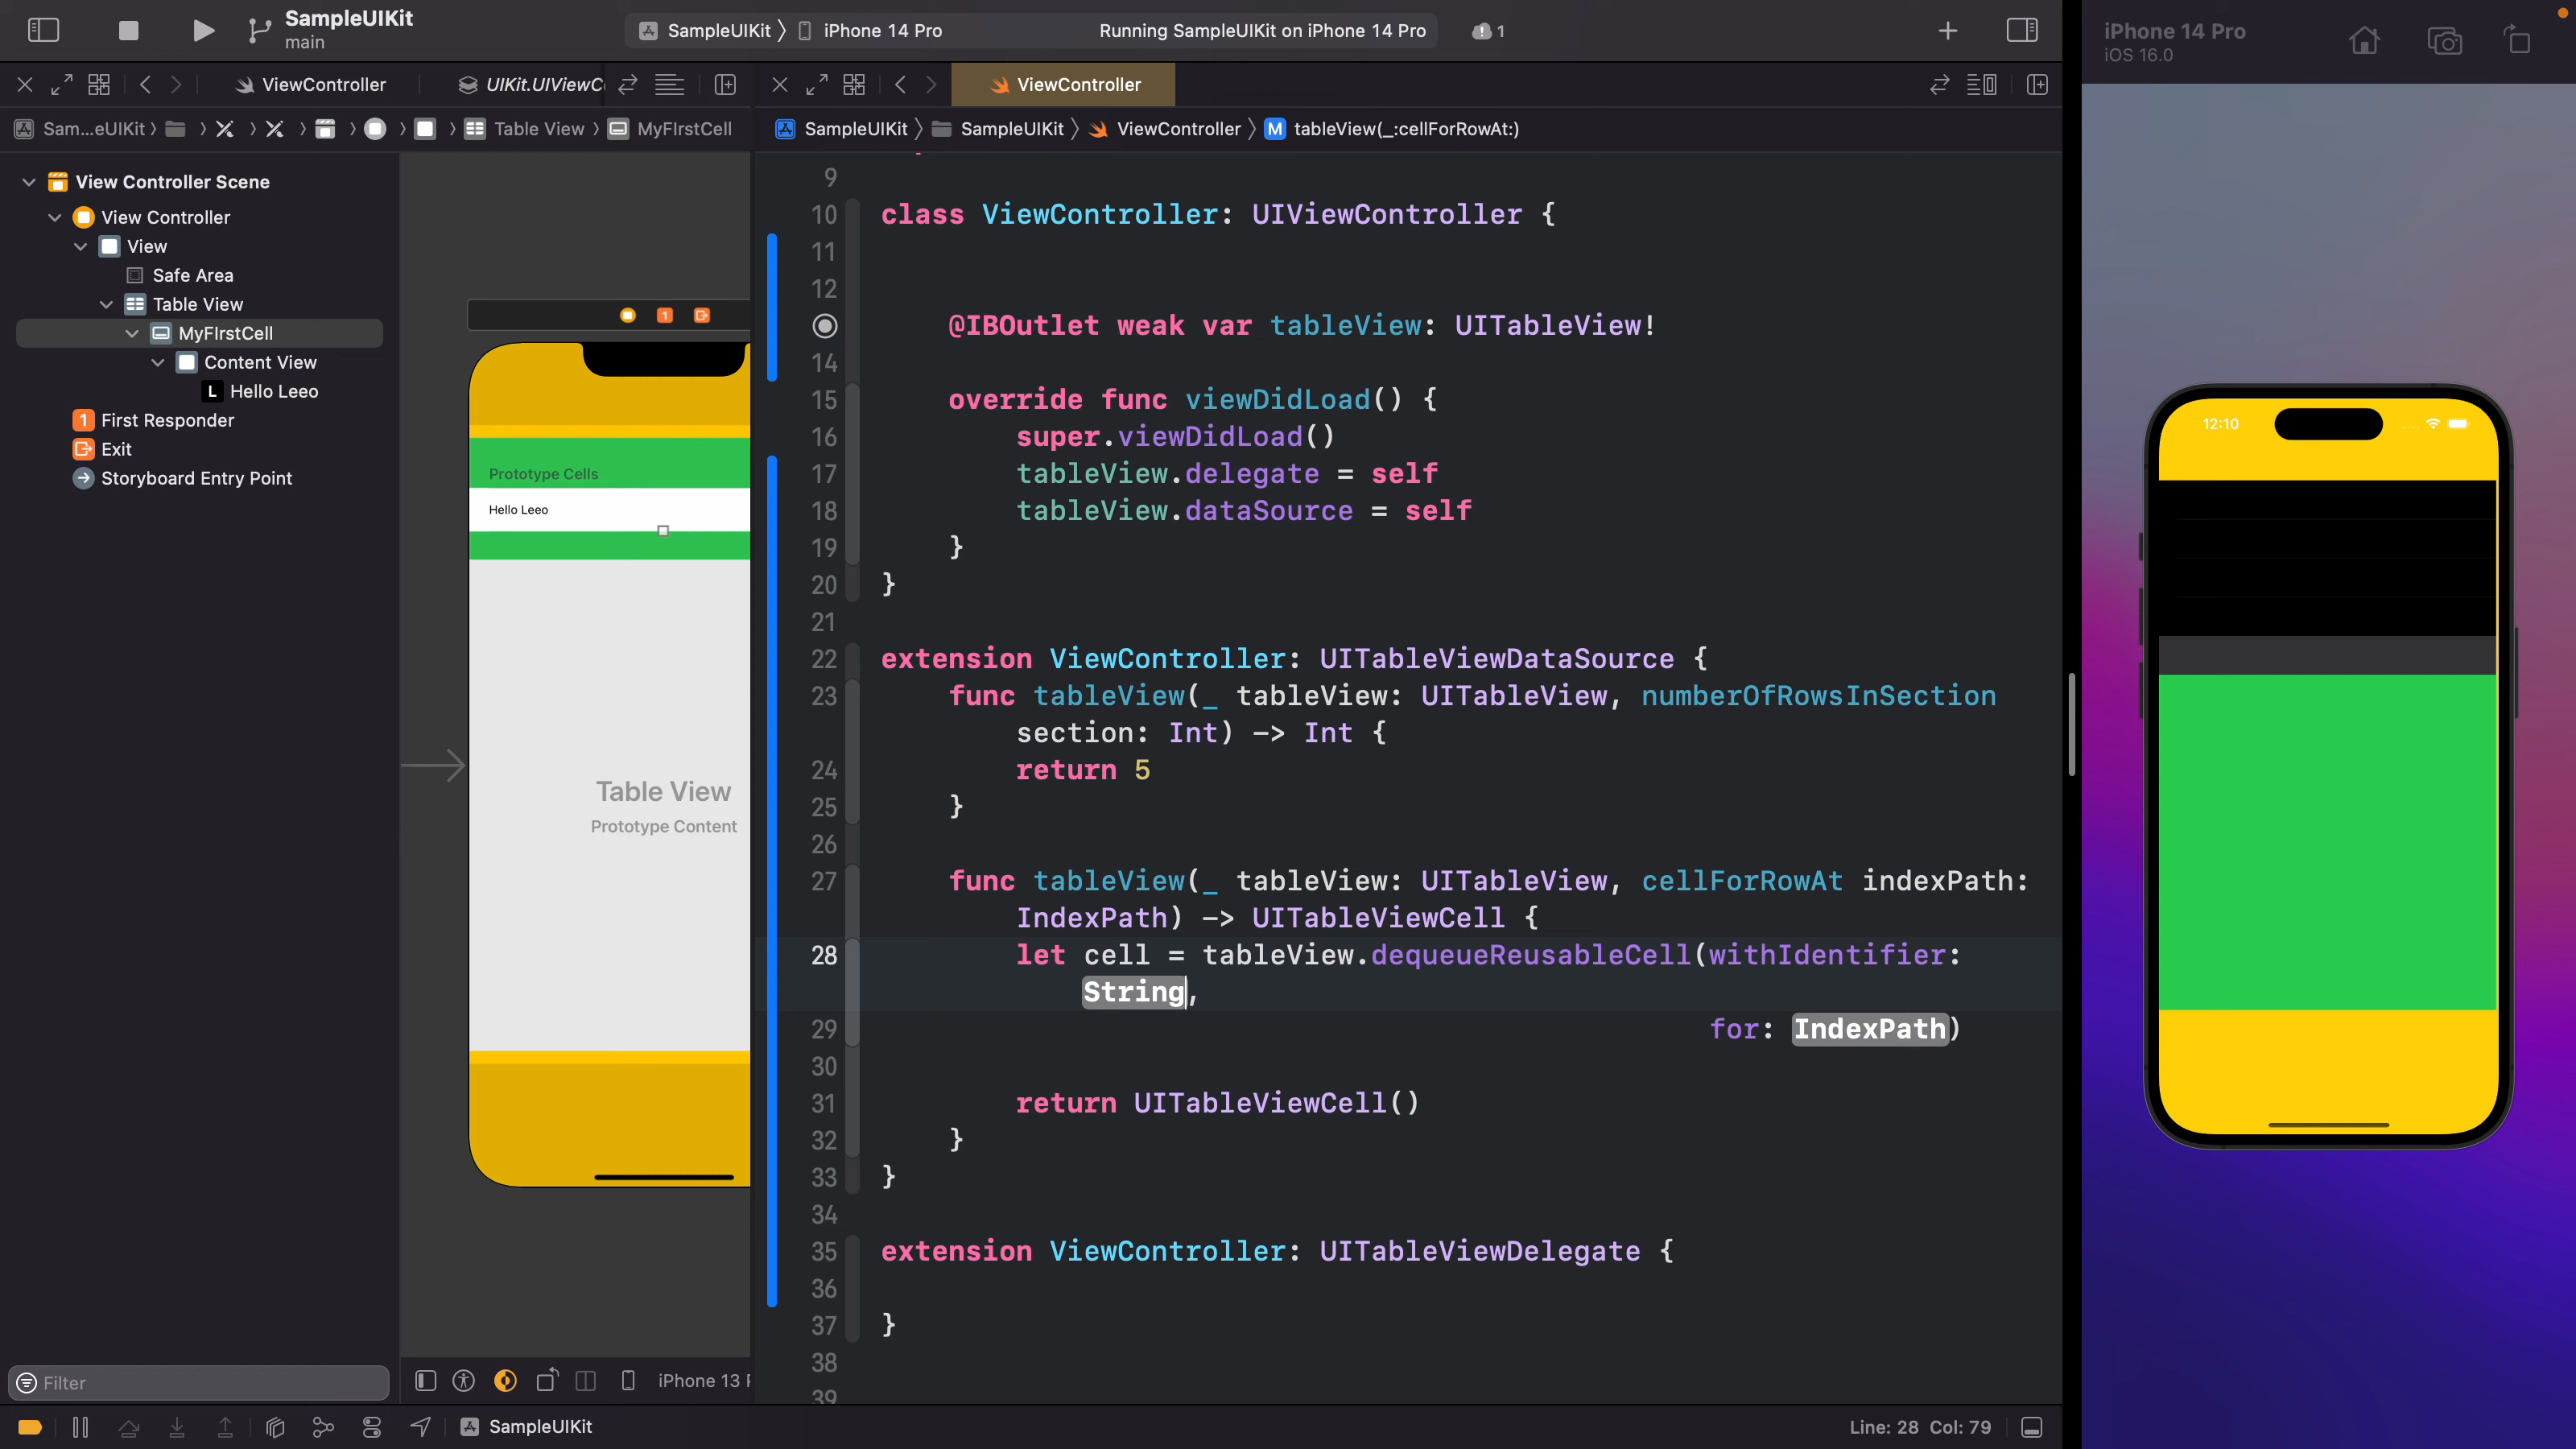 SampleUIKit
main
SampleUIKit
iPhone 14 Pro
Running SampleUIKit on iPhone 14 Pro
1
iPhone 14 Pro
iOS 16.0
ViewController
UIKit.UIViewC
ViewController
Sam...eUIKit
Table View
MyFIrstCell
SampleUIKit
SampleUIKit
ViewController
M
tableView(_:cellForRowAt:)
View Controller Scene
View Controller
View
Safe Area
Table View
MyFIrstCell
Content View
L Hello Leeo
1 First Responder
Exit
Storyboard Entry Point
Filter
1
Prototype Cells
Hello Leeo
Table View
Prototype Content
iPhone 13
9
10 class ViewController: UIViewController {
11
12
@IBOutlet weak var tableView: UITableView!
14
15 override func viewDidLoad() {
16 super.viewDidLoad()
17 tableView.delegate = self
18 tableView.dataSource = self
19 }
20 }
21
22 extension ViewController: UITableViewDataSource {
23 func tableView(_ tableView: UITableView, numberOfRowsInSection
section: Int) -> Int {
24 return 5
25 }
26
27 func tableView(_ tableView: UITableView, cellForRowAt indexPath:
IndexPath) -> UITableViewCell {
28 let cell = tableView.dequeueReusableCell(withIdentifier:
String,
29 for: IndexPath)
30
31 return UITableViewCell()
32 }
33 }
34
35 extension ViewController: UITableViewDelegate {
36
37 }
38
39
12:10
SampleUIKit
Line: 28 Col: 79